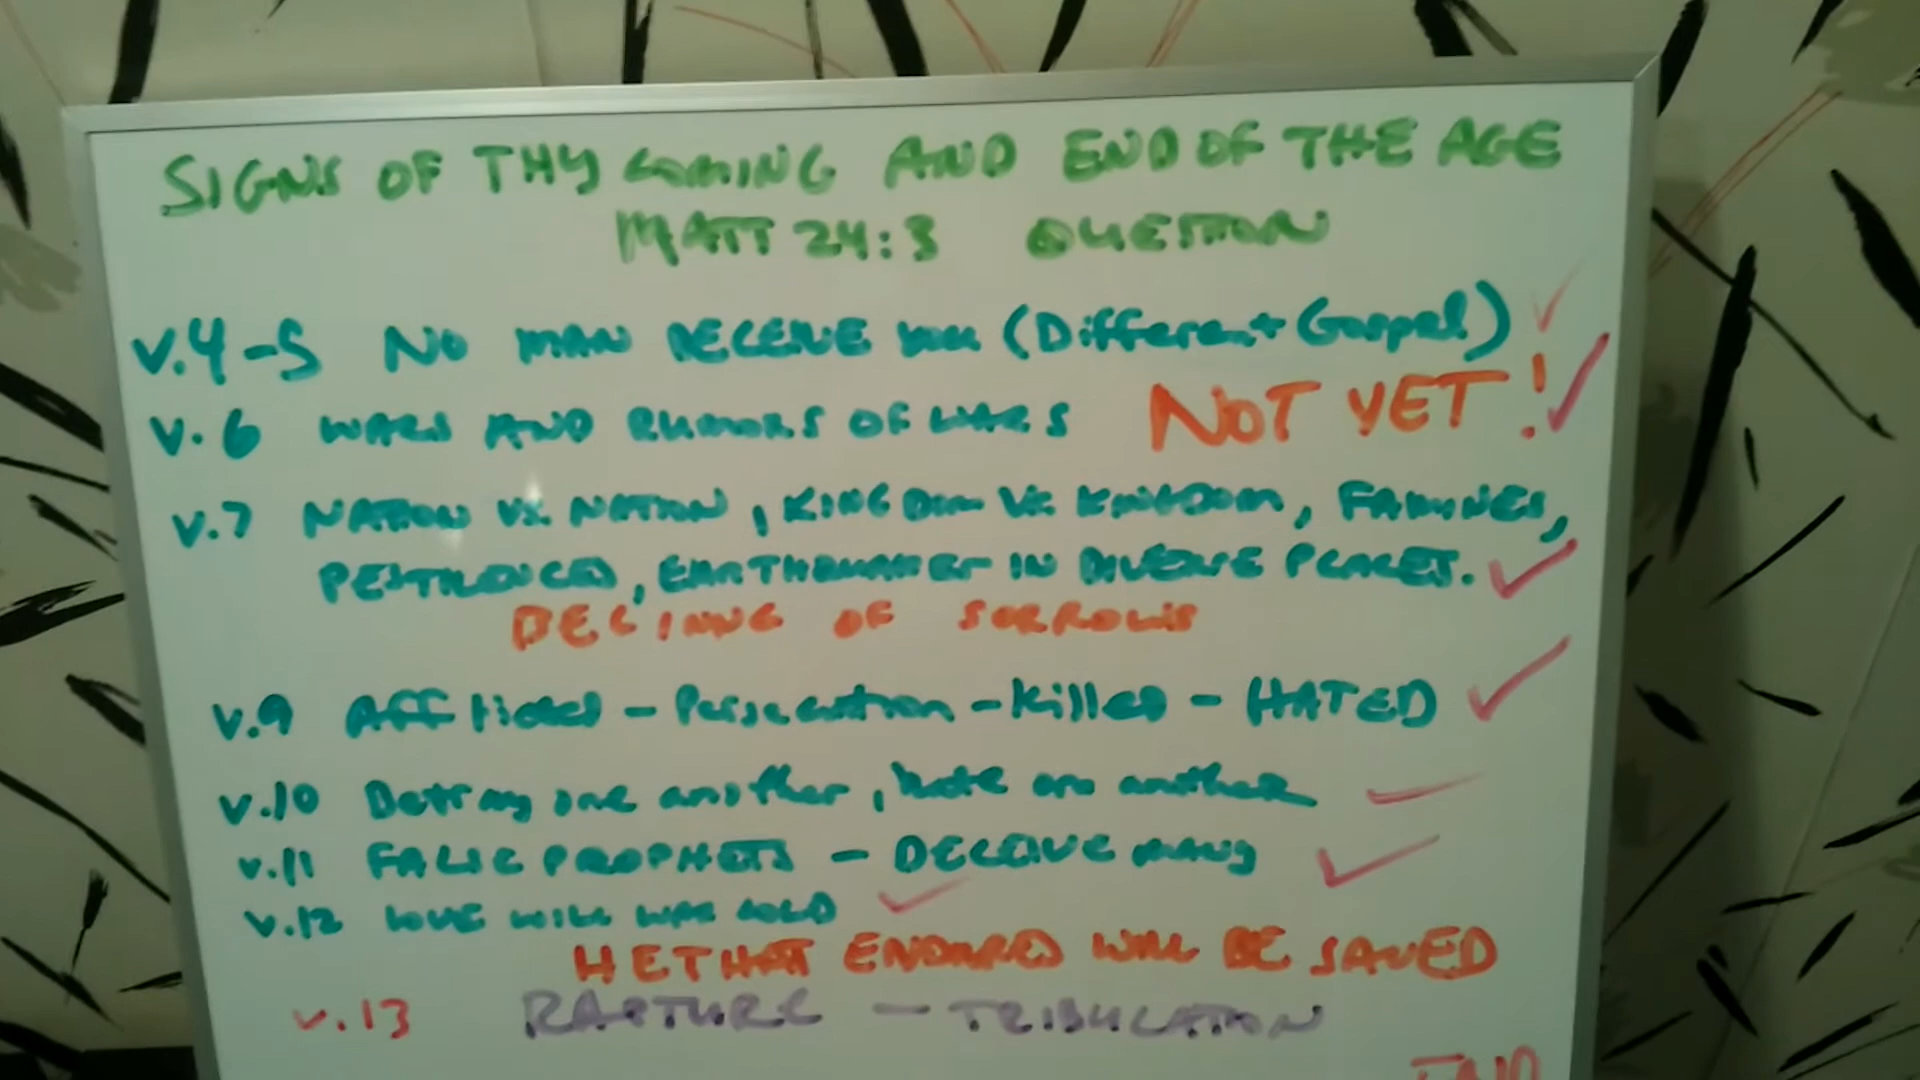 SIGNS OF THY COMING AND END OF THE AGE
MATT 24:3 QUESTION
V.4-5 NO MAN DECEIVE YOU (Different Gospel)
V.6 WARS AND RUMORS OF WARS NOT YET!
V.7 NATION VS. NATION, KINGDOM VS KINGDOM, FAMINES,
PESTILENCES, EARTHQUAKES IN DIVERSE PLACES.
BEGINNG OF SORROWS
V.9 Afflicted - Persecution - Killed - HATED
V.10 Betray one another, hate one another
V.11 FALSE PROPHETS - DECEIVE many
V.12 LOVE WILL WAX COLD
HE THAT ENDURES WILL BE SAVED
V.13 RAPTURE - TRIBULATION
END